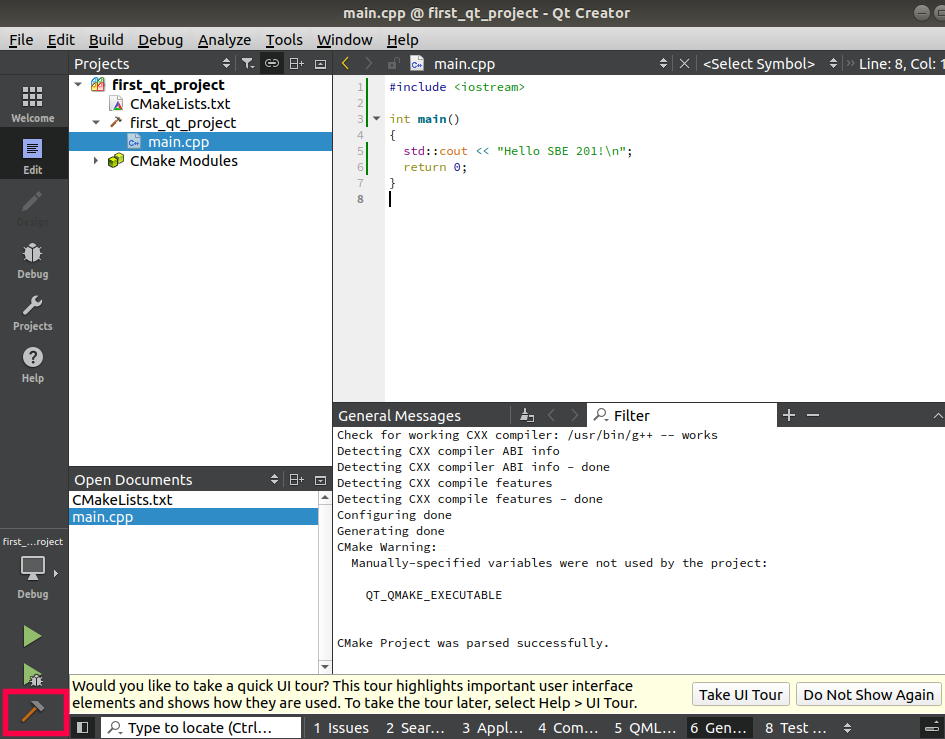 main.cpp @ first_qt_project - Qt Creator
File Edit Build Debug Analyze Tools Window Help
Projects
main.cpp
<Select Symbol>
Line: 8, Col: 1
Welcome
Edit
Design
Debug
Projects
Help
first_qt_project
CMakeLists.txt
first_qt_project
main.cpp
CMake Modules
1 #include <iostream>
2
3 int main()
4 {
5 std::cout << "Hello SBE 201!\n";
6 return 0;
7 }
8
Open Documents
CMakeLists.txt
main.cpp
General Messages
Filter
Check for working CXX compiler: /usr/bin/g++ -- works
Detecting CXX compiler ABI info
Detecting CXX compiler ABI info - done
Detecting CXX compile features
Detecting CXX compile features - done
Configuring done
Generating done
CMake Warning:
Manually-specified variables were not used by the project:
QT_QMAKE_EXECUTABLE
CMake Project was parsed successfully.
first_...roject
Debug
Would you like to take a quick UI tour? This tour highlights important user interface
elements and shows how they are used. To take the tour later, select Help > UI Tour.
Take UI Tour
Do Not Show Again
Type to locate (Ctrl...
1 Issues
2 Sear...
3 Appl...
4 Com...
5 QML...
6 Gen...
8 Test ...